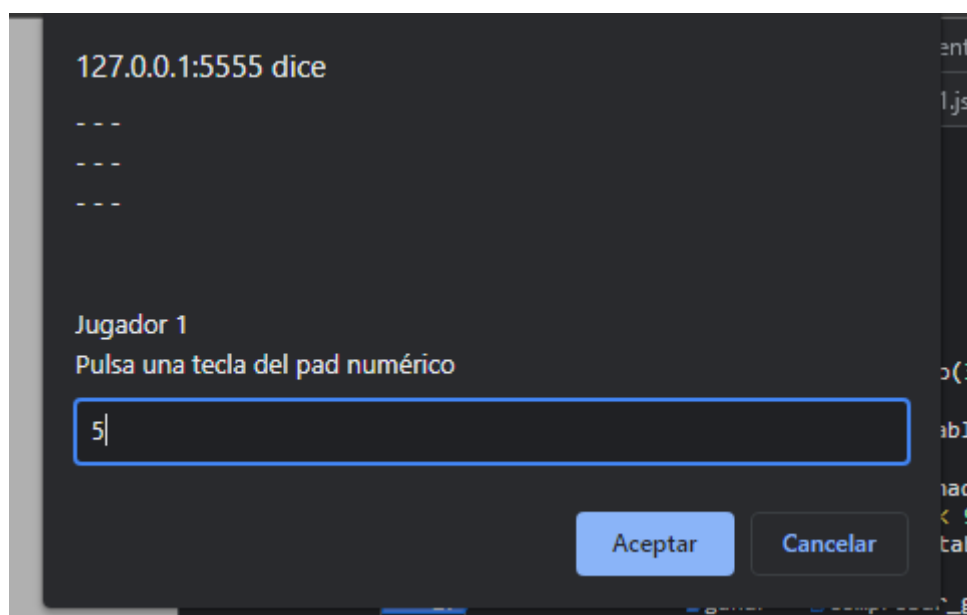 127.0.0.1:5555 dice
- - -
- - -
- - -
Jugador 1
Pulsa una tecla del pad numérico
5
Aceptar
Cancelar